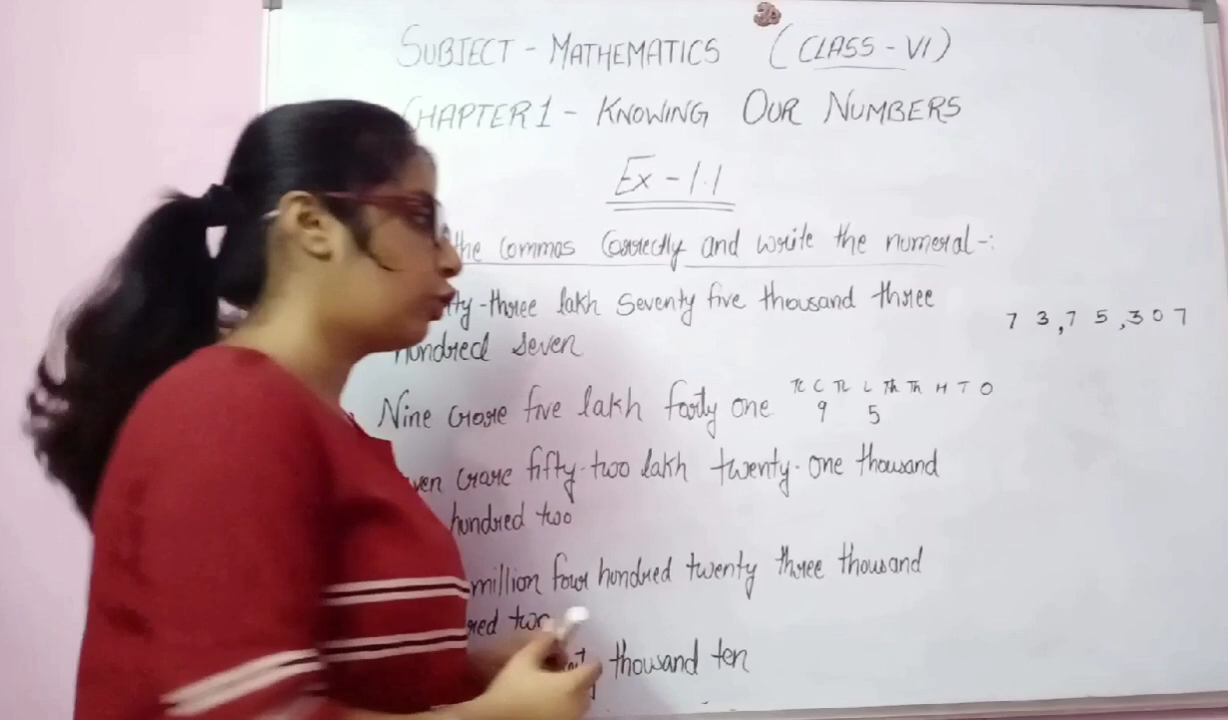 SUBJECT - MATHEMATICS (CLASS - VI)
CHAPTER 1 - KNOWING OUR NUMBERS
Ex - 1.1
the commas correctly and write the numeral -:
-three lakh seventy five thousand three
hundred seven
7 3,7 5,3 0 7
Nine crore five lakh forty one
TC C TL L TTh Th H T O
9 5
crore fifty-two lakh twenty-one thousand
hundred two
million four hundred twenty three thousand
two
thousand ten